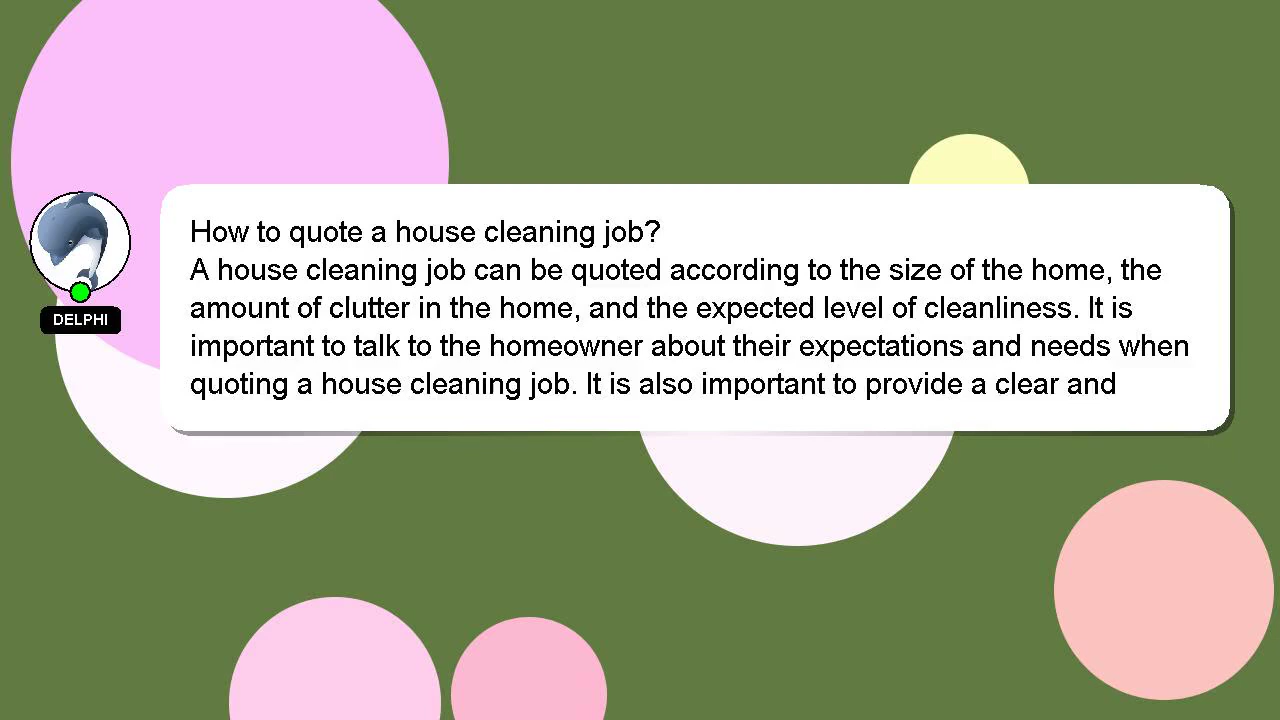 How to quote a house cleaning job?
A house cleaning job can be quoted according to the size of the home, the
amount of clutter in the home, and the expected level of cleanliness. It is
important to talk to the homeowner about their expectations and needs when
quoting a house cleaning job. It is also important to provide a clear and
DELPHI